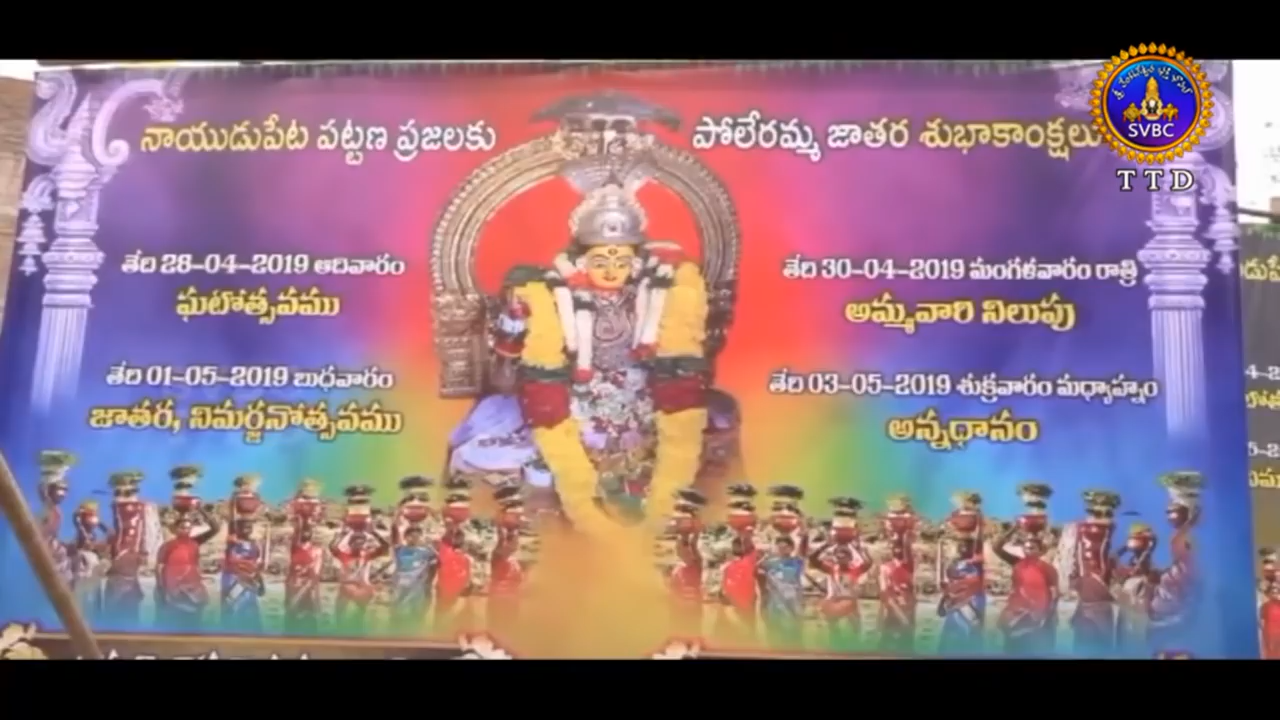 నాయుడుపేట పట్టణ ప్రజలకు
పోలేరమ్మ జాతర శుభాకాంక్షలు
తేది 28-04-2019 ఆదివారం
ఘటోత్సవము
తేది 30-04-2019 మంగళవారం రాత్రి
అమ్మవారి నిలుపు
తేది 01-05-2019 బుధవారం
జాతర, నిమర్జనోత్సవము
తేది 03-05-2019 శుక్రవారం మధ్యాహ్నం
అన్నధానం
SVBC
TTD